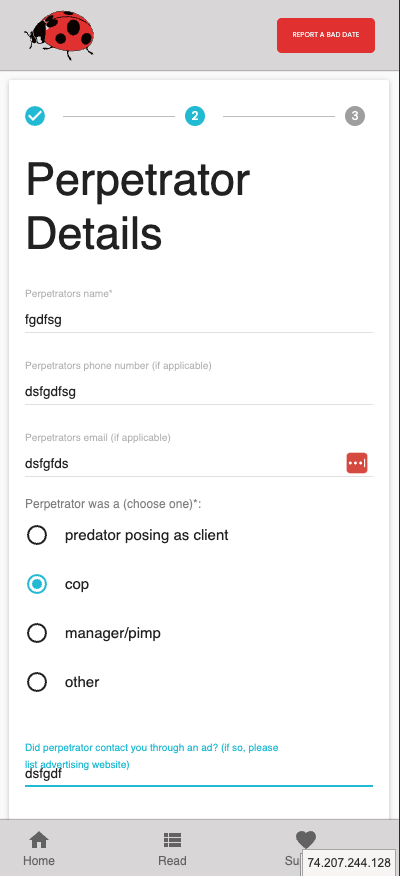 REPORT A BAD DATE
2
3
Perpetrator
Details
Perpetrators name*
fgdfsg
Perpetrators phone number (if applicable)
dsfgdfsg
Perpetrators email (if applicable)
dsfgfds
Perpetrator was a (choose one)*:
predator posing as client
cop
manager/pimp
other
Did perpetrator contact you through an ad? (if so, please
list advertising website)
dsfgdf
Home
Read
Su
74.207.244.128